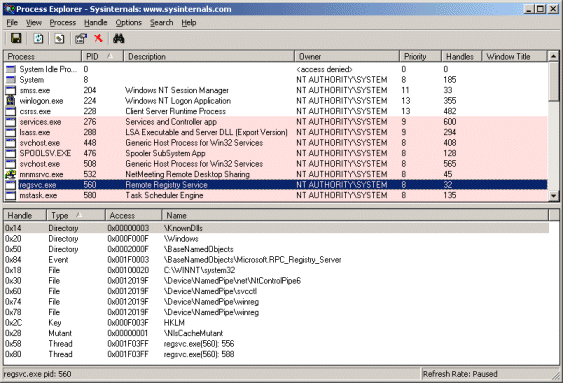 Process Explorer - Sysinternals: www.sysinternals.com
File View Process Handle Options Search Help
Process PID Description Owner Priority Handles Window Title
System Idle Pro... 0 <access denied> 0 0
System 8 NT AUTHORITY\SYSTEM 8 185
smss.exe 204 Windows NT Session Manager NT AUTHORITY\SYSTEM 11 33
winlogon.exe 224 Windows NT Logon Application NT AUTHORITY\SYSTEM 13 355
csrss.exe 228 Client Server Runtime Process NT AUTHORITY\SYSTEM 13 482
services.exe 276 Services and Controller app NT AUTHORITY\SYSTEM 9 600
lsass.exe 288 LSA Executable and Server DLL (Export Version) NT AUTHORITY\SYSTEM 9 294
svchost.exe 448 Generic Host Process for Win32 Services NT AUTHORITY\SYSTEM 8 408
SPOOLSV.EXE 476 Spooler SubSystem App NT AUTHORITY\SYSTEM 8 128
svchost.exe 508 Generic Host Process for Win32 Services NT AUTHORITY\SYSTEM 8 565
mnmsrvc.exe 532 NetMeeting Remote Desktop Sharing NT AUTHORITY\SYSTEM 8 45
regsvc.exe 560 Remote Registry Service NT AUTHORITY\SYSTEM 8 32
mstask.exe 580 Task Scheduler Engine NT AUTHORITY\SYSTEM 8 135
Handle Type Access Name
0x14 Directory 0x00000003 \KnownDlls
0x20 Directory 0x000F000F \Windows
0x50 Directory 0x0002000F \BaseNamedObjects
0x84 Event 0x001F0003 \BaseNamedObjects\Microsoft.RPC_Registry_Server
0x18 File 0x00100020 C:\WINNT\system32
0x30 File 0x0012019F \Device\NamedPipe\net\NtControlPipe6
0x60 File 0x0012019F \Device\NamedPipe\svcctl
0x74 File 0x0012019F \Device\NamedPipe\winreg
0x78 File 0x0012019F \Device\NamedPipe\winreg
0x2C Key 0x000F003F HKLM
0x28 Mutant 0x00000001 \NlsCacheMutant
0x58 Thread 0x001F03FF regsvc.exe(560): 556
0x80 Thread 0x001F03FF regsvc.exe(560): 588
regsvc.exe pid: 560 Refresh Rate: Paused